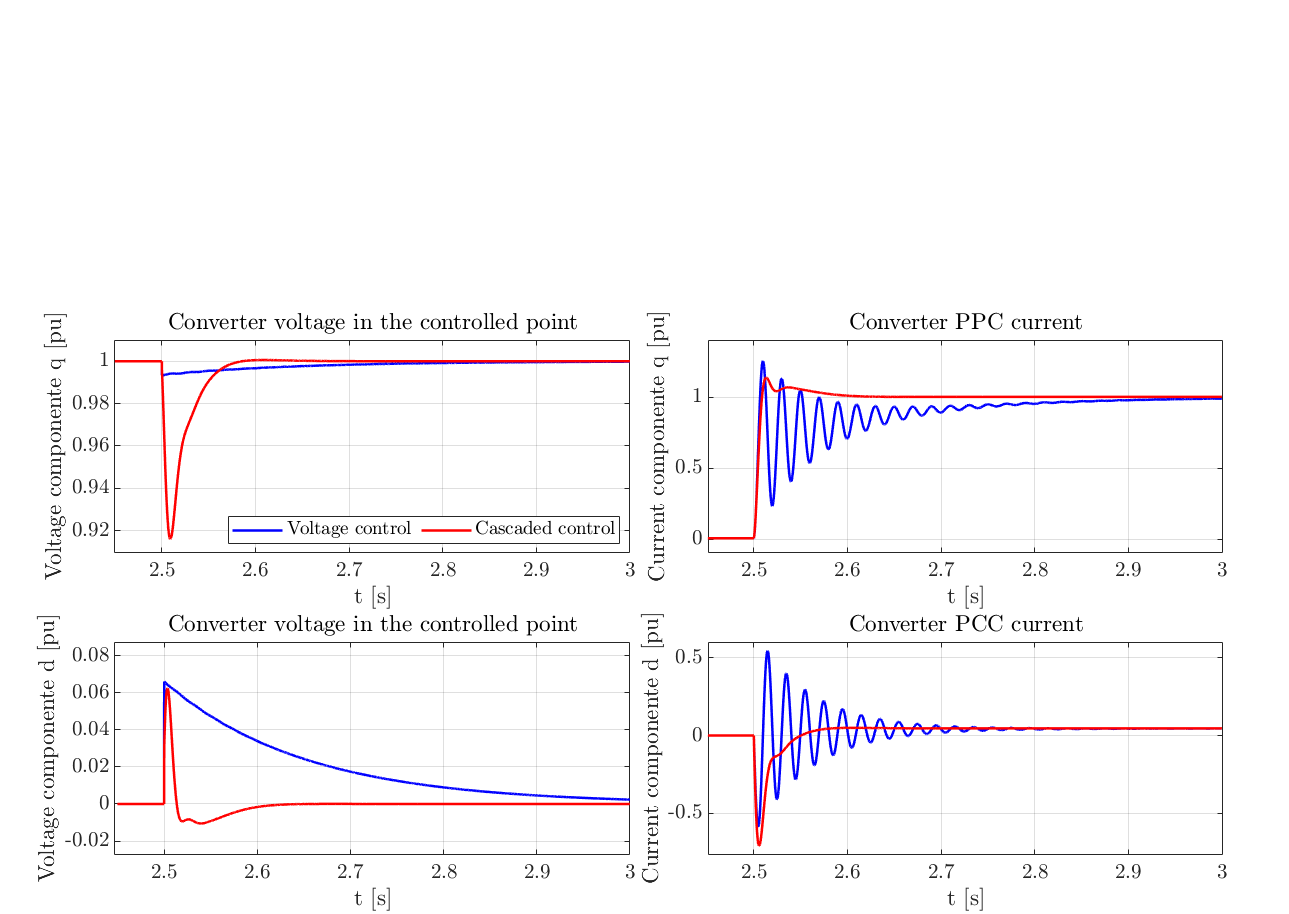 Converter voltage in the controlled point
Voltage componente q [pu]
1
0.98
0.96
0.94
0.92
Voltage control
Cascaded control
2.5 2.6 2.7 2.8 2.9 3
t [s]
Converter PPC current
Current componente q [pu]
1
0.5
0
2.5 2.6 2.7 2.8 2.9 3
t [s]
Converter voltage in the controlled point
Voltage componente d [pu]
0.08
0.06
0.04
0.02
0
-0.02
2.5 2.6 2.7 2.8 2.9 3
t [s]
Converter PCC current
Current componente d [pu]
0.5
0
-0.5
2.5 2.6 2.7 2.8 2.9 3
t [s]